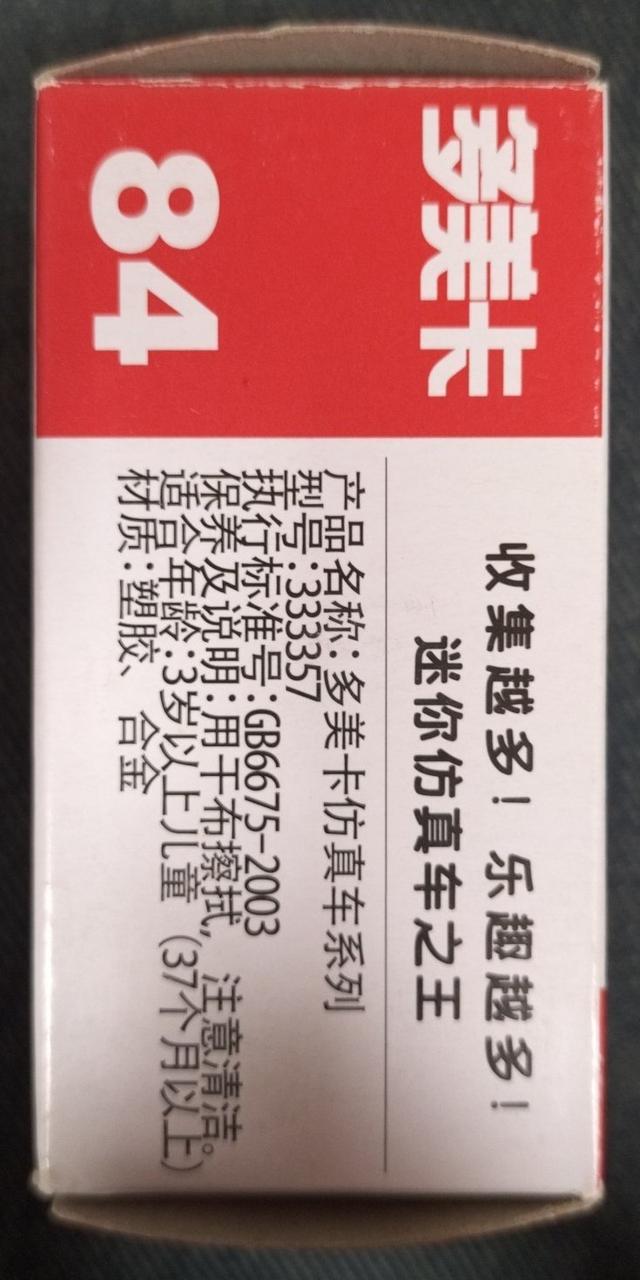 多美卡
84
收集越多！乐趣越多！
迷你仿真车之王
产品名称：多美卡仿真车系列
型号：333357
执行标准号：GB6675-2003
保养及说明：用干布擦拭，注意清洁。
适合年龄：3岁以上儿童（37个月以上）
材质：塑胶、合金